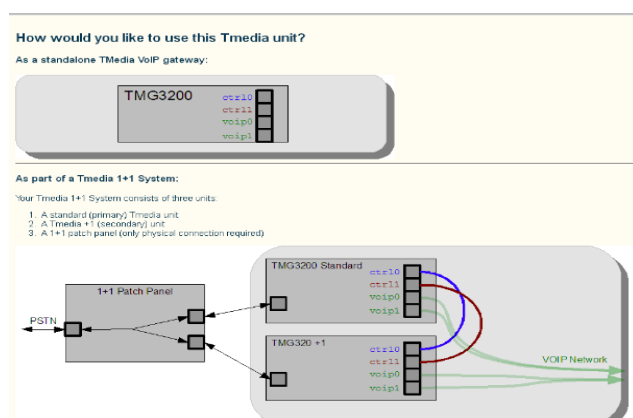 How would you like to use this Tmedia unit?
As a standalone TMedia VoIP gateway:
TMG3200
ctrl0
ctrl1
voip0
voip1
As part of a Tmedia 1+1 System:
Your Tmedia 1+1 System consists of three units:
1. A standard (primary) Tmedia unit
2. A Tmedia +1 (secondary) unit
3. A 1+1 patch panel (only physical connection required)
1+1 Patch Panel
PSTN
TMG3200 Standard
ctrl0
ctrl1
voip0
voip1
TMG320 +1
ctrl0
ctrl1
voip0
voip1
VOIP Network